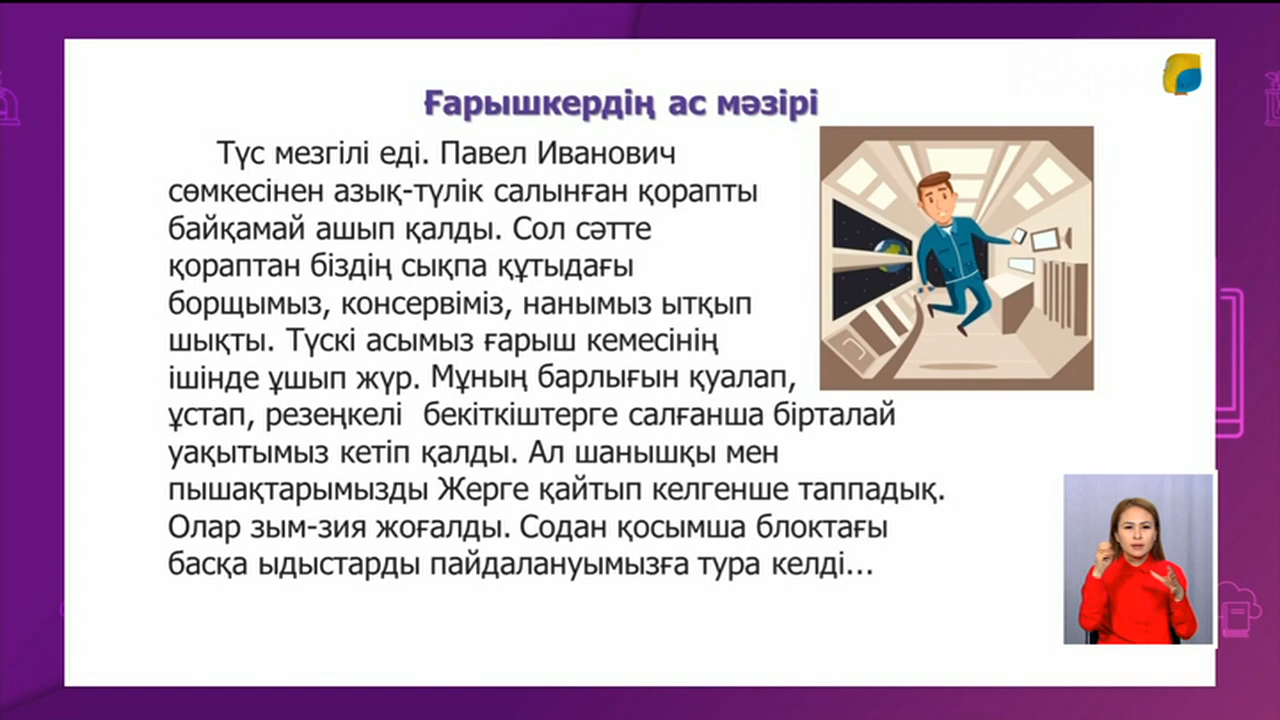 Ғарышкердің ас мәзірі
Түс мезгілі еді. Павел Иванович
сөмкесінен азық-түлік салынған қорапты
байқамай ашып қалды. Сол сәтте
қораптан біздің сықпа құтыдағы
борщымыз, консервіміз, нанымыз ытқып
шықты. Түскі асымыз ғарыш кемесінің
ішінде ұшып жүр. Мұның барлығын қуалап,
ұстап, резеңкелі бекіткіштерге салғанша бірталай
уақытымыз кетіп қалды. Ал шанышқы мен
пышақтарымызды Жерге қайтып келгенше таппадық.
Олар зым-зия жоғалды. Содан қосымша блоктағы
басқа ыдыстарды пайдалануымызға тура келді...